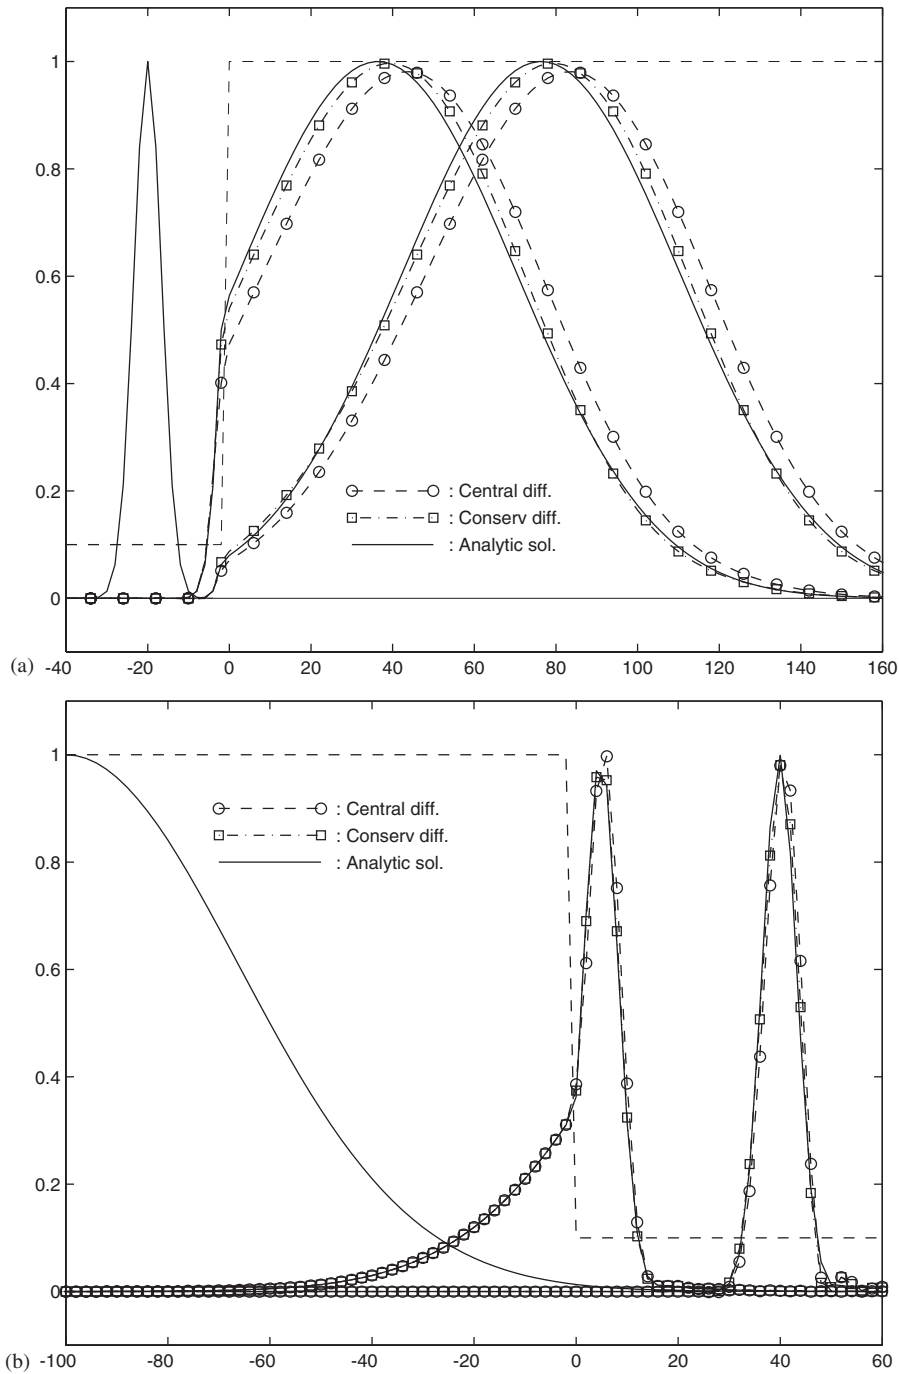 1
0.8
0.6
0.4
0.2
0
: Central diff.
: Conserv diff.
: Analytic sol.
(a) -40 -20 0 20 40 60 80 100 120 140 160
1
0.8
0.6
0.4
0.2
0
: Central diff.
: Conserv diff.
: Analytic sol.
(b) -100 -80 -60 -40 -20 0 20 40 60